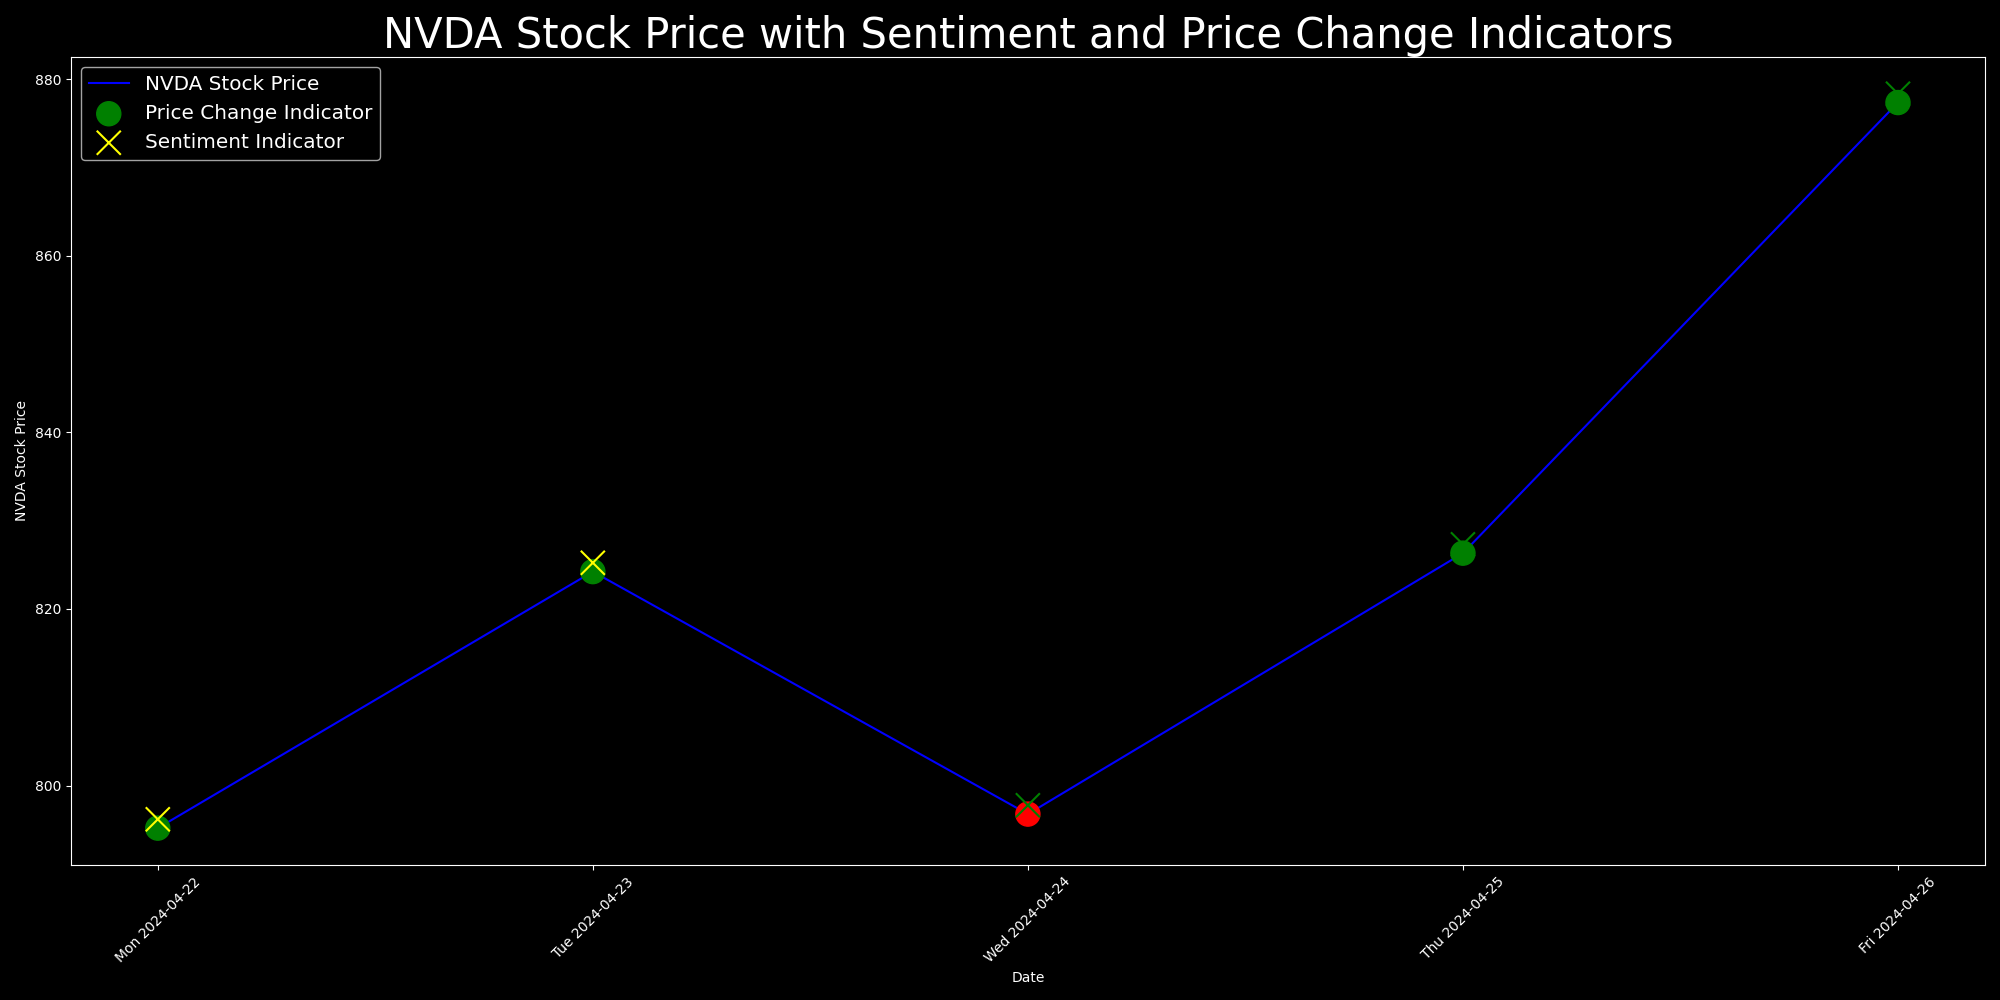 NVDA Stock Price with Sentiment and Price Change Indicators
NVDA Stock Price
Price Change Indicator
Sentiment Indicator
880
860
840
820
800
NVDA Stock Price
Mon 2024-04-22
Tue 2024-04-23
Wed 2024-04-24
Thu 2024-04-25
Fri 2024-04-26
Date